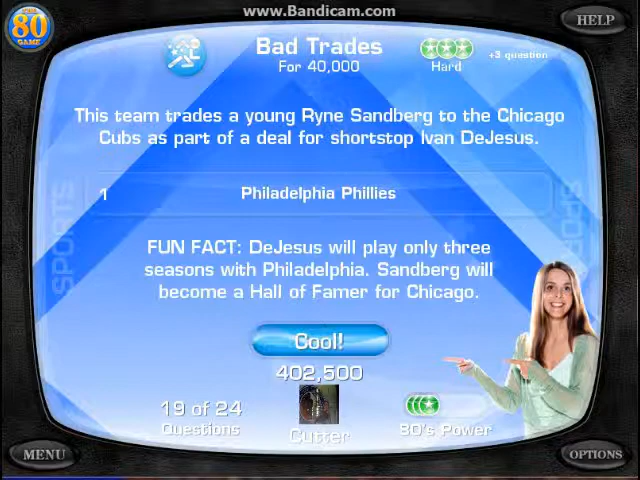 www.Bandicam.com
80
GAME
HELP
Bad Trades
For 40,000
Hard
+3 question
This team trades a young Ryne Sandberg to the Chicago
Cubs as part of a deal for shortstop Ivan DeJesus.
1
Philadelphia Phillies
SPORTS
SPORTS
FUN FACT: DeJesus will play only three
seasons with Philadelphia. Sandberg will
become a Hall of Famer for Chicago.
Cool!
402,500
19 of 24
Questions
Cutter
80's Power
MENU
OPTIONS